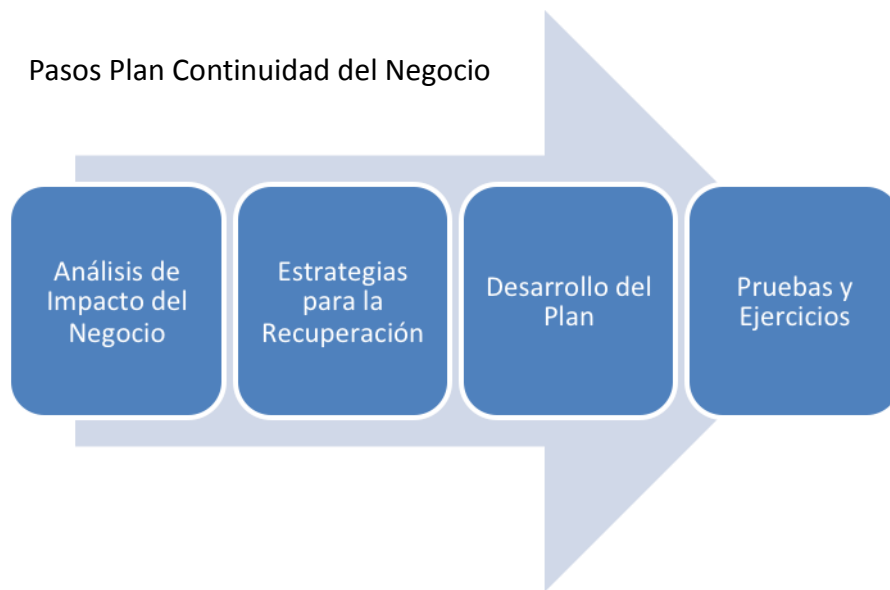 Pasos Plan Continuidad del Negocio
Análisis de
Impacto del
Negocio
Estrategias
para la
Recuperación
Desarrollo del
Plan
Pruebas y
Ejercicios